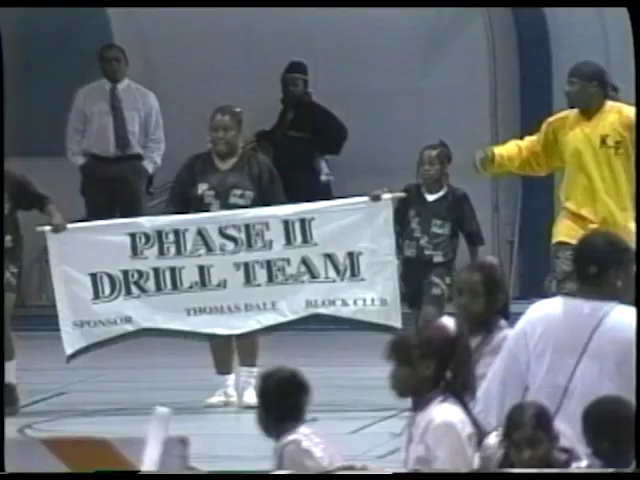 PHASE II
DRILL TEAM
SPONSOR THOMAS DALE BLOCK CLUB